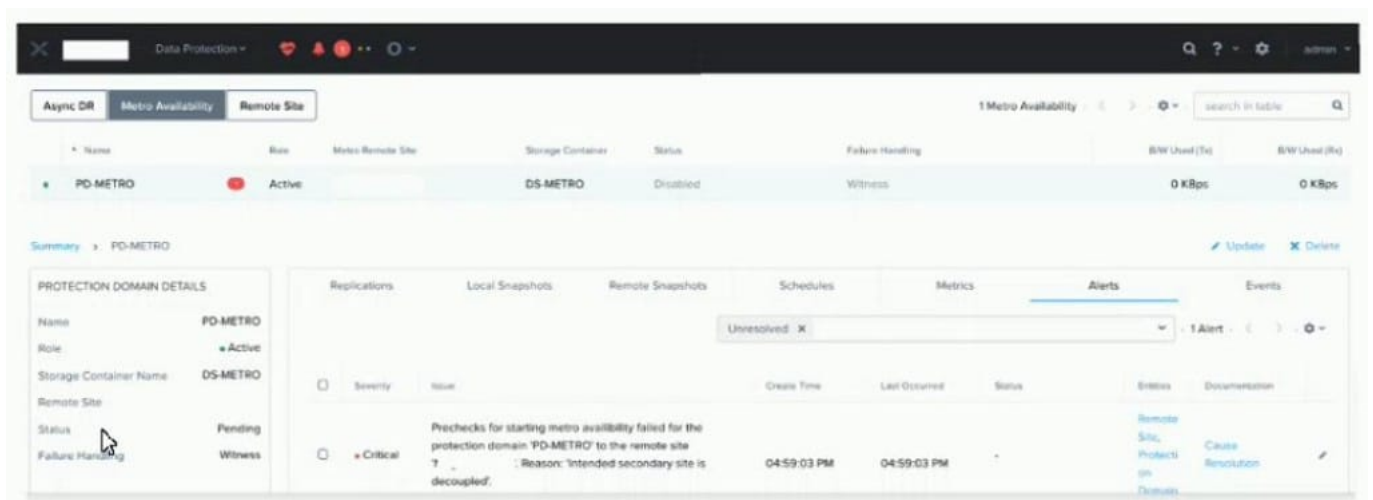 Data Protection
? admin
Async DR Metro Availability Remote Site 1 Metro Availability search in table
Name Role Metro Remote Site Storage Container Status Failure Handling B/W Used (Tx) B/W Used (Rx)
PD-METRO Active DS-METRO Disabled Witness 0 KBps 0 KBps
Summary > PD-METRO Update Delete
PROTECTION DOMAIN DETAILS
Name PD-METRO
Role Active
Storage Container Name DS-METRO
Remote Site
Status Pending
Failure Handling Witness
Replications Local Snapshots Remote Snapshots Schedules Metrics Alerts Events
Unresolved 1 Alert
Severity Issue Create Time Last Occurred Status Entities Documentation
Critical
Prechecks for starting metro availibility failed for the
protection domain 'PD-METRO' to the remote site
? : Reason: 'Intended secondary site is
decoupled'.
04:59:03 PM 04:59:03 PM -
Remote
Site,
Protecti
on
Domain
Cause
Resolution